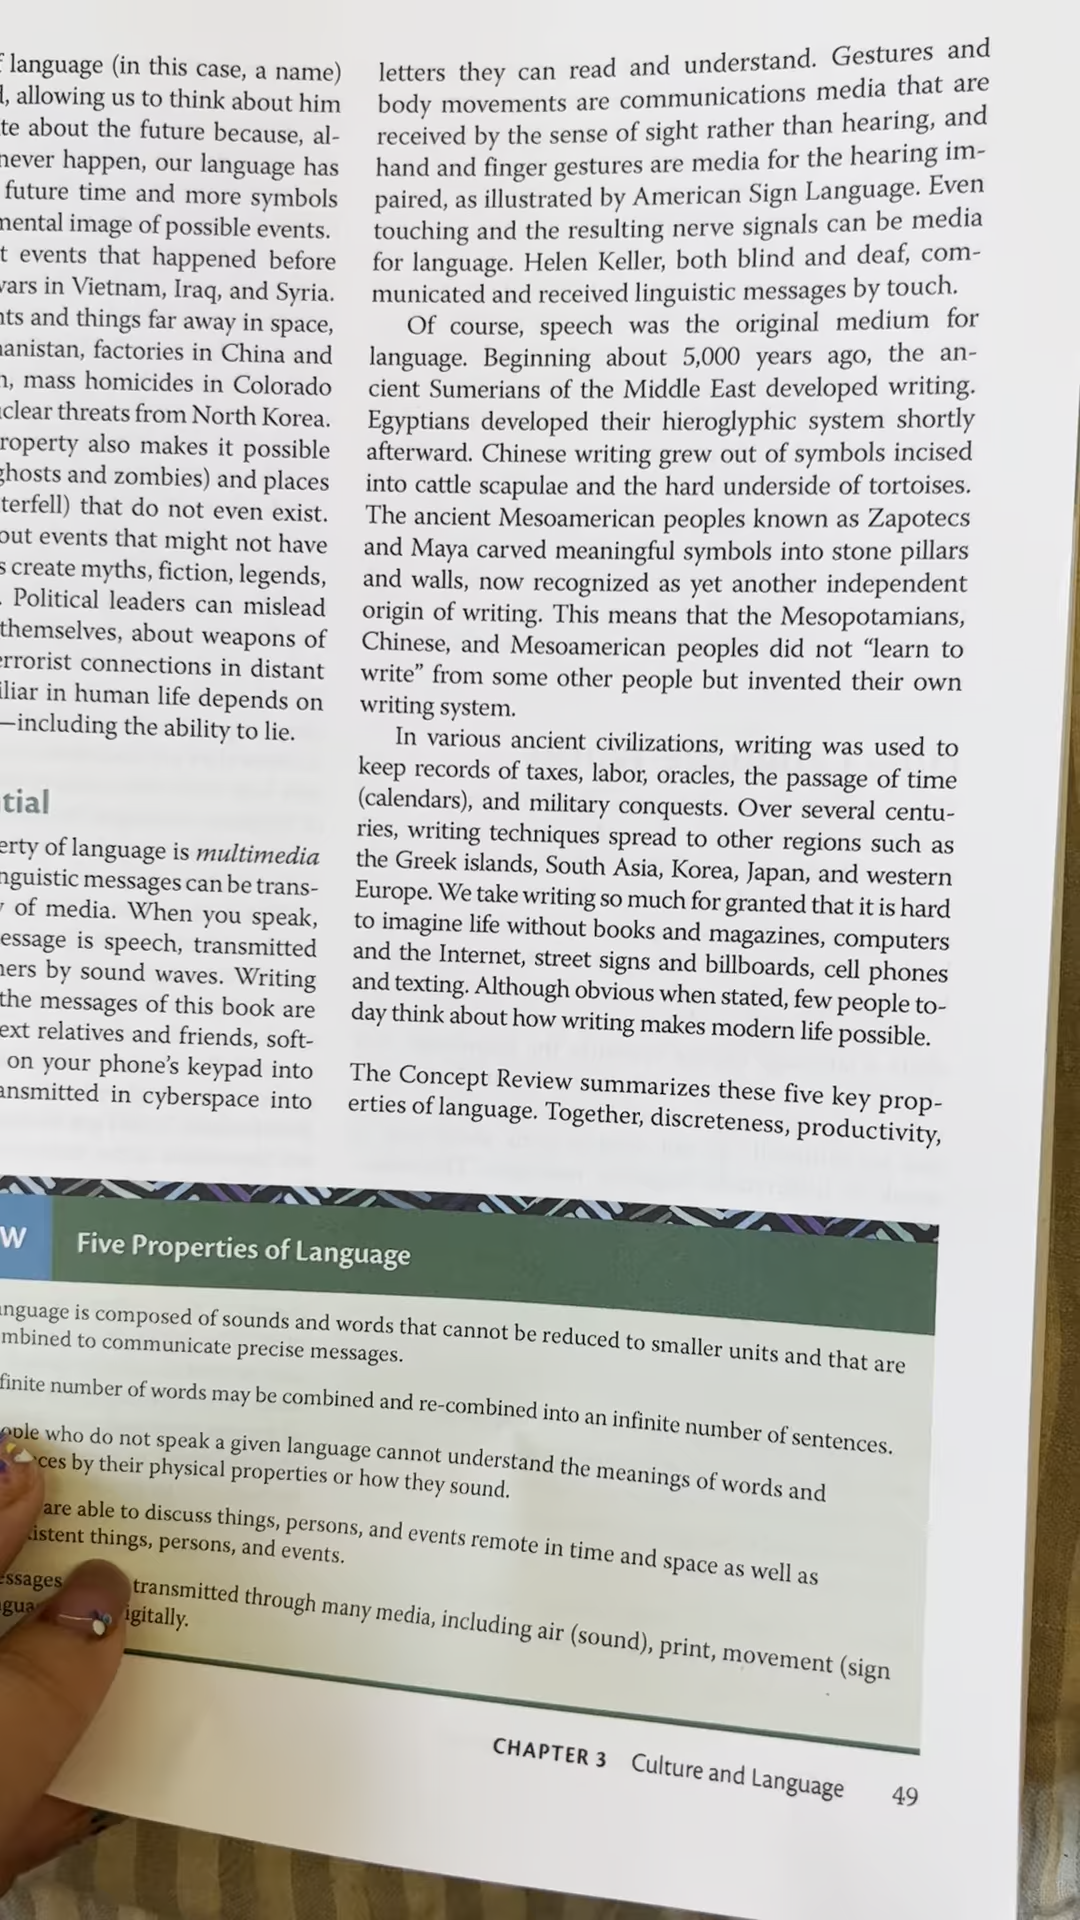 language (in this case, a name)
, allowing us to think about him
te about the future because, al-
never happen, our language has
future time and more symbols
mental image of possible events.
t events that happened before
wars in Vietnam, Iraq, and Syria.
nts and things far away in space,
hanistan, factories in China and
n, mass homicides in Colorado
clear threats from North Korea.
roperty also makes it possible
ghosts and zombies) and places
terfell) that do not even exist.
out events that might not have
s create myths, fiction, legends,
. Political leaders can mislead
themselves, about weapons of
errorist connections in distant
iliar in human life depends on
—including the ability to lie.
tial
erty of language is multimedia
nguistic messages can be trans-
of media. When you speak,
essage is speech, transmitted
ners by sound waves. Writing
the messages of this book are
ext relatives and friends, soft-
on your phone's keypad into
ansmitted in cyberspace into
letters they can read and understand. Gestures and
body movements are communications media that are
received by the sense of sight rather than hearing, and
hand and finger gestures are media for the hearing im-
paired, as illustrated by American Sign Language. Even
touching and the resulting nerve signals can be media
for language. Helen Keller, both blind and deaf, com-
municated and received linguistic messages by touch.
Of course, speech was the original medium for
language. Beginning about 5,000 years ago, the an-
cient Sumerians of the Middle East developed writing.
Egyptians developed their hieroglyphic system shortly
afterward. Chinese writing grew out of symbols incised
into cattle scapulae and the hard underside of tortoises.
The ancient Mesoamerican peoples known as Zapotecs
and Maya carved meaningful symbols into stone pillars
and walls, now recognized as yet another independent
origin of writing. This means that the Mesopotamians,
Chinese, and Mesoamerican peoples did not “learn to
write” from some other people but invented their own
writing system.
In various ancient civilizations, writing was used to
keep records of taxes, labor, oracles, the passage of time
(calendars), and military conquests. Over several centu-
ries, writing techniques spread to other regions such as
the Greek islands, South Asia, Korea, Japan, and western
Europe. We take writing so much for granted that it is hard
to imagine life without books and magazines, computers
and the Internet, street signs and billboards, cell phones
and texting. Although obvious when stated, few people to-
day think about how writing makes modern life possible.
The Concept Review summarizes these five key prop-
erties of language. Together, discreteness, productivity,
W Five Properties of Language
anguage is composed of sounds and words that cannot be reduced to smaller units and that are
mbined to communicate precise messages.
finite number of words may be combined and re-combined into an infinite number of sentences.
ople who do not speak a given language cannot understand the meanings of words and
ces by their physical properties or how they sound.
are able to discuss things, persons, and events remote in time and space as well as
istent things, persons, and events.
essages transmitted through many media, including air (sound), print, movement (sign
igitally.
CHAPTER 3 Culture and Language 49